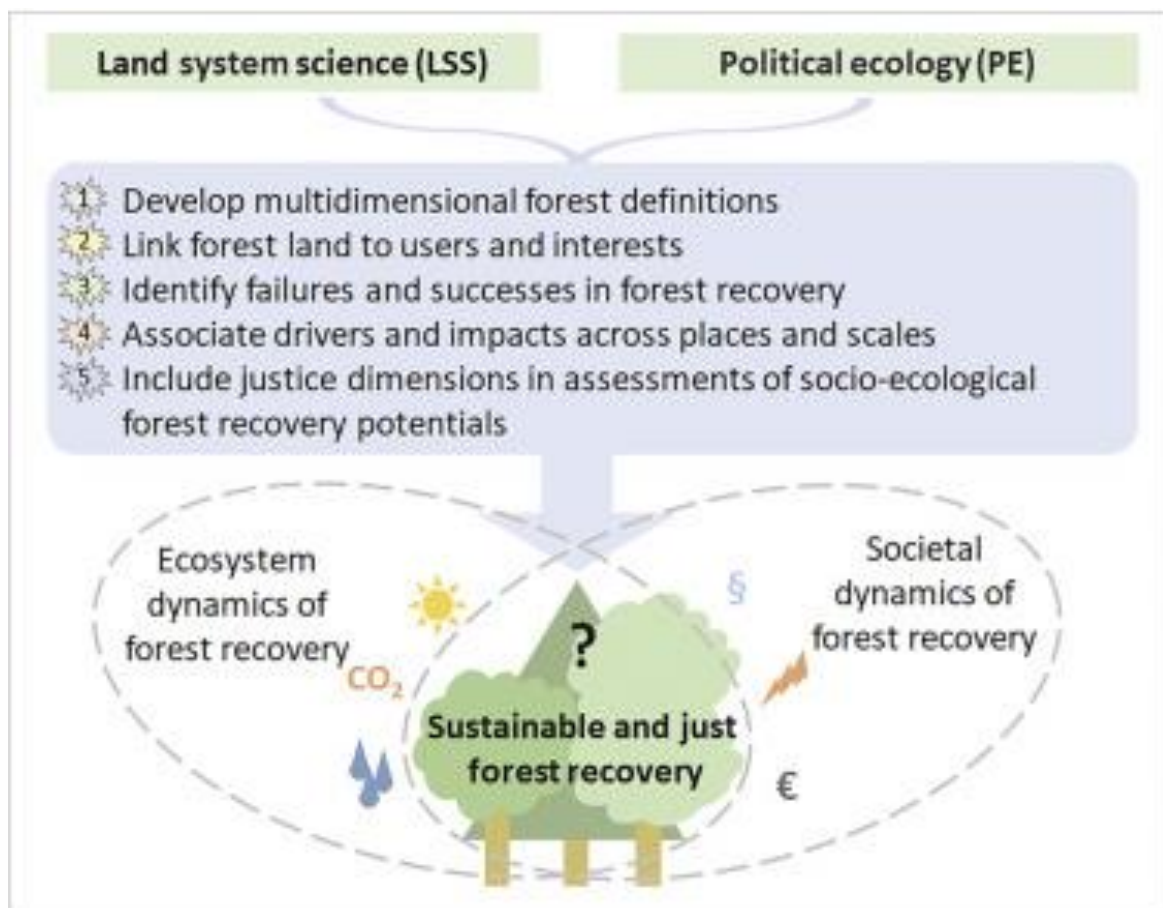 Land system science (LSS)
Political ecology (PE)
1 Develop multidimensional forest definitions
2 Link forest land to users and interests
3 Identify failures and successes in forest recovery
4 Associate drivers and impacts across places and scales
5 Include justice dimensions in assessments of socio-ecological
forest recovery potentials
Ecosystem
dynamics of
forest recovery
CO₂
?
Sustainable and just
forest recovery
§
Societal
dynamics of
forest recovery
€